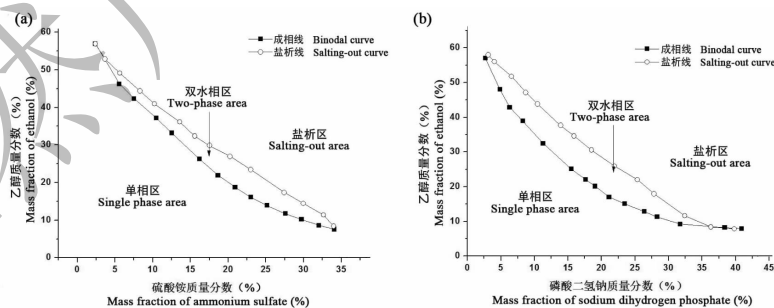 (a)
成相线 Binodal curve
盐析线 Salting-out curve
双水相区
Two-phase area
盐析区
Salting-out area
单相区
Single phase area
乙醇质量分数（%）
Mass fraction of ethanol (%)
60
50
40
30
20
10
0
0 5 10 15 20 25 30 35 40
硫酸铵质量分数（%）
Mass fraction of ammonium sulfate (%)
(b)
成相线 Binodal curve
盐析线 Salting-out curve
双水相区
Two-phase area
盐析区
Salting-out area
单相区
Single phase area
乙醇质量分数（%）
Mass fraction of ethanol (%)
60
50
40
30
20
10
0
0 5 10 15 20 25 30 35 40 45
磷酸二氢钠质量分数（%）
Mass fraction of sodium dihydrogen phosphate (%)